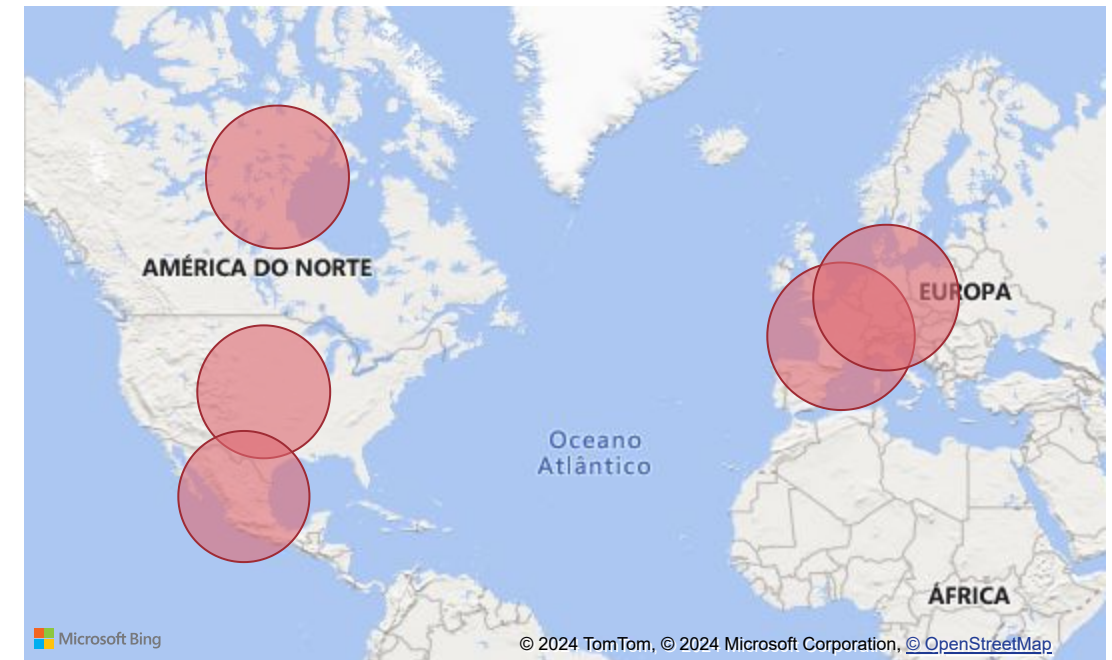 AMÉRICA DO NORTE
EUROPA
Oceano
Atlântico
ÁFRICA
Microsoft Bing
© 2024 TomTom, © 2024 Microsoft Corporation, © OpenStreetMap